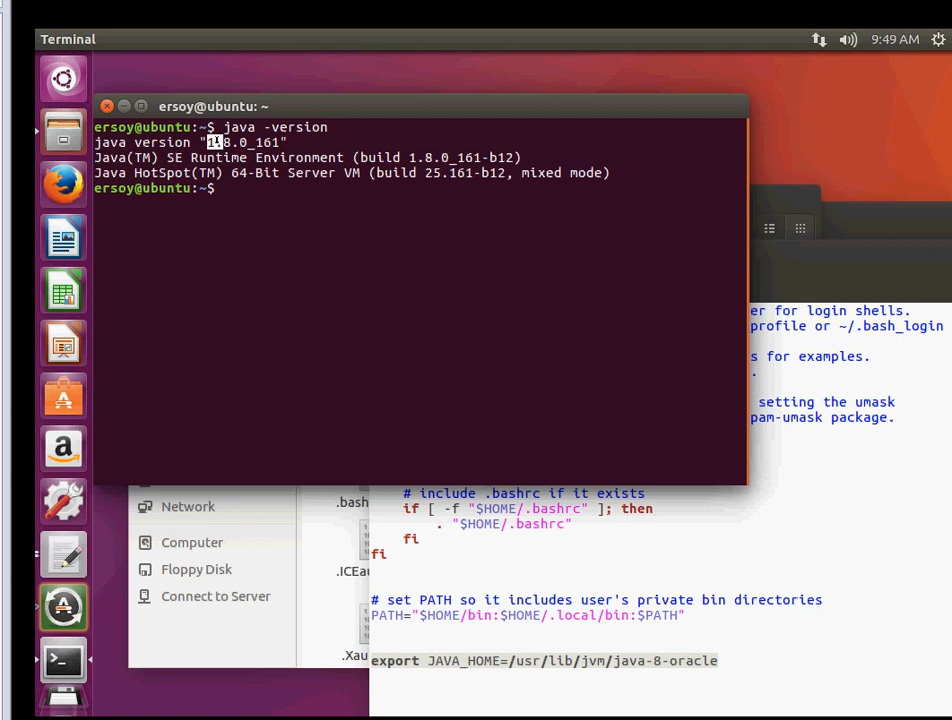 Terminal
9:49 AM
ersoy@ubuntu: ~
ersoy@ubuntu:~$ java -version
java version "1.8.0_161"
Java(TM) SE Runtime Environment (build 1.8.0_161-b12)
Java HotSpot(TM) 64-Bit Server VM (build 25.161-b12, mixed mode)
ersoy@ubuntu:~$
er for login shells.
profile or ~/.bash_login
s for examples.
.
setting the umask
pam-umask package.
# include .bashrc if it exists
if [ -f "$HOME/.bashrc" ]; then
. "$HOME/.bashrc"
fi
fi
# set PATH so it includes user's private bin directories
PATH="$HOME/bin:$HOME/.local/bin:$PATH"
export JAVA_HOME=/usr/lib/jvm/java-8-oracle
Network
Computer
Floppy Disk
Connect to Server
.bash
.ICEau
.Xau